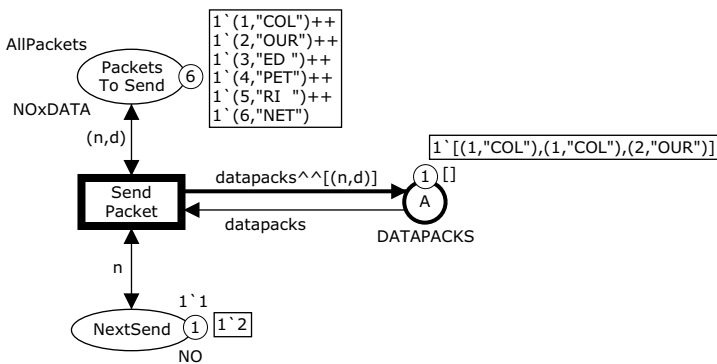 AllPackets
Packets
To Send
6
1`(1,"COL")++
1`(2,"OUR")++
1`(3,"ED ")++
1`(4,"PET")++
1`(5,"RI  ")++
1`(6,"NET")
NOxDATA
(n,d)
1`[(1,"COL"),(1,"COL"),(2,"OUR")]
Send
Packet
datapacks^^[(n,d)]
datapacks
1
[]
A
DATAPACKS
n
1`1
NextSend
1
1`2
NO